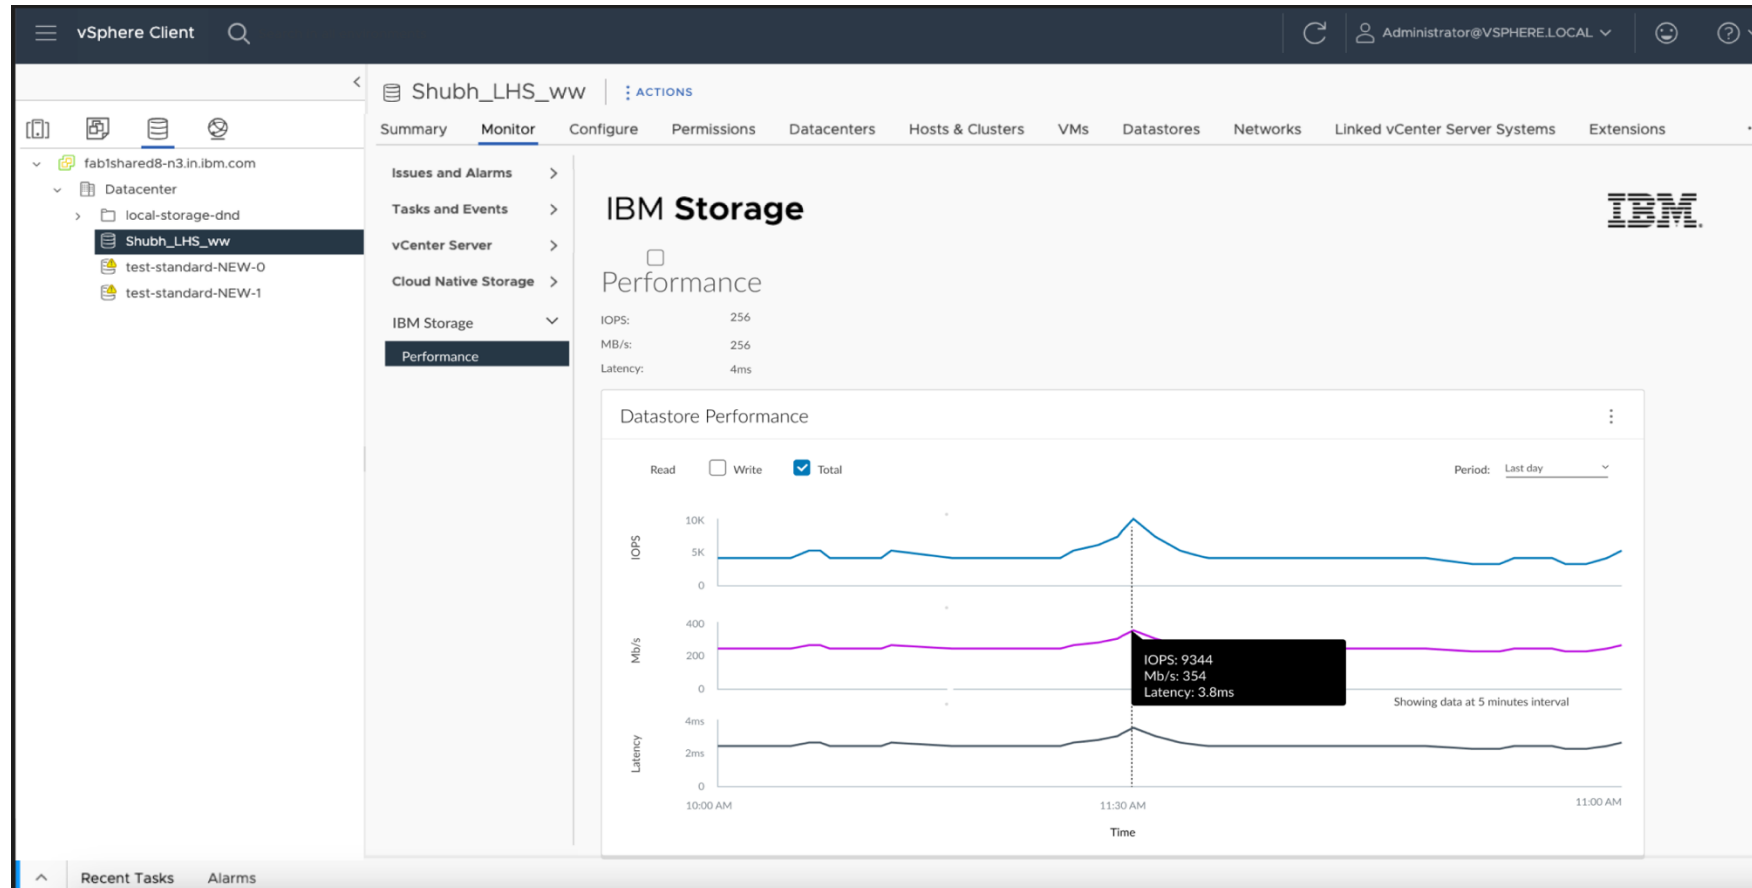 vSphere Client
Administrator@VSPHERE.LOCAL
Shubh_LHS_ww
ACTIONS
Summary Monitor Configure Permissions Datacenters Hosts & Clusters VMs Datastores Networks Linked vCenter Server Systems Extensions
fab1shared8-n3.in.ibm.com
Datacenter
local-storage-dnd
Shubh_LHS_ww
test-standard-NEW-0
test-standard-NEW-1
Issues and Alarms
Tasks and Events
vCenter Server
Cloud Native Storage
IBM Storage
Performance
IBM Storage
IBM.
Performance
IOPS: 256
MB/s: 256
Latency: 4ms
Datastore Performance
Read Write Total
Period: Last day
IOPS
10K
5K
0
Mb/s
400
200
0
IOPS: 9344
Mb/s: 354
Latency: 3.8ms
Showing data at 5 minutes interval
Latency
4ms
2ms
0
10:00 AM 11:30 AM 11:00 AM
Time
Recent Tasks Alarms